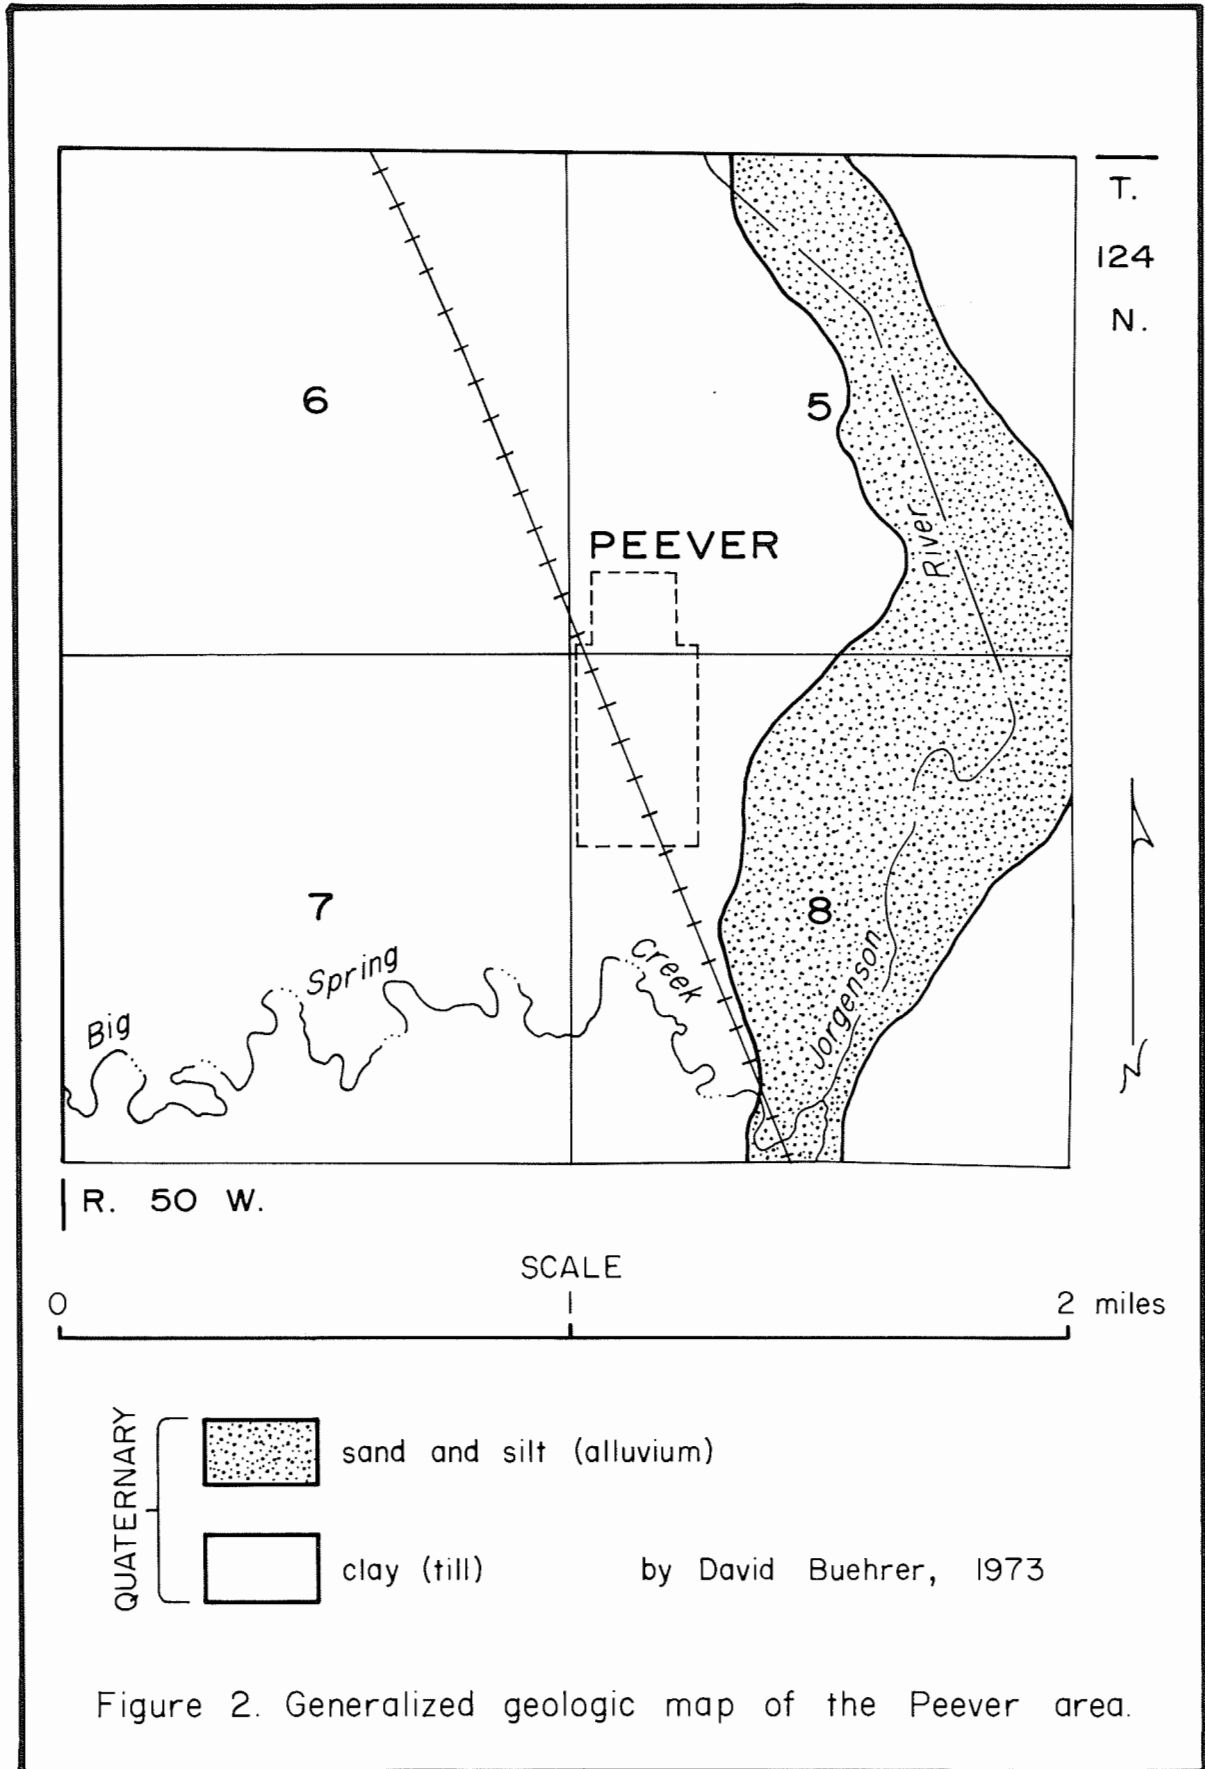 T.
124
N.
6
5
PEEVER
River
7
8
Big Spring Creek
Jorgenson
N
R. 50 W.
SCALE
0 1 2 miles
QUATERNARY
sand and silt (alluvium)
clay (till) by David Buehrer, 1973
Figure 2. Generalized geologic map of the Peever area.